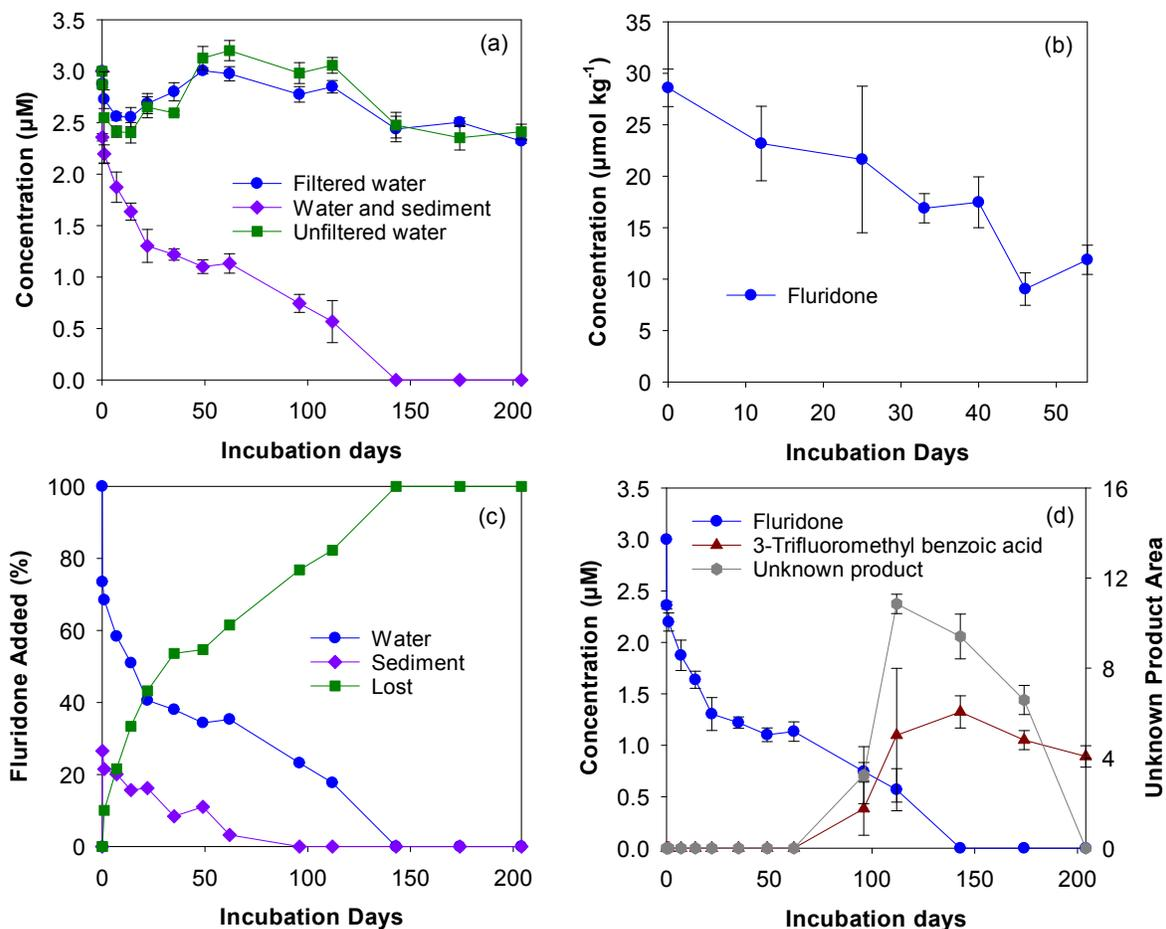 (a)
Concentration (µM)
3.5
3.0
2.5
2.0
1.5
1.0
0.5
0.0
Filtered water
Water and sediment
Unfiltered water
0 50 100 150 200
Incubation days
(b)
Concentration (µmol kg-1)
35
30
25
20
15
10
5
0
Fluridone
0 10 20 30 40 50
Incubation Days
(c)
Fluridone Added (%)
100
80
60
40
20
0
Water
Sediment
Lost
0 50 100 150 200
Incubation Days
(d)
Concentration (µM)
3.5
3.0
2.5
2.0
1.5
1.0
0.5
0.0
Fluridone
3-Trifluoromethyl benzoic acid
Unknown product
16
12
8
4
0
Unknown Product Area
0 50 100 150 200
Incubation days